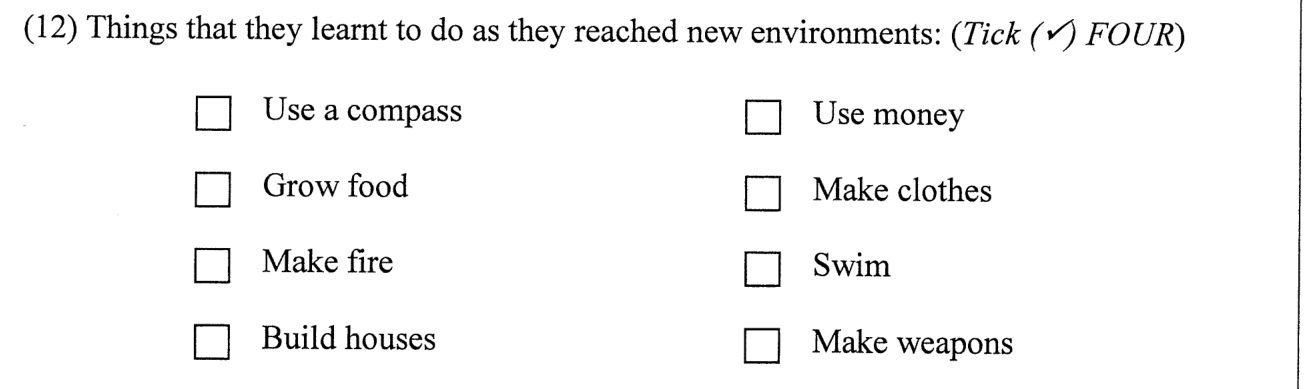 (12) Things that they learnt to do as they reached new environments: (Tick (✓) FOUR)
Use a compass
Use money
Grow food
Make clothes
Make fire
Swim
Build houses
Make weapons